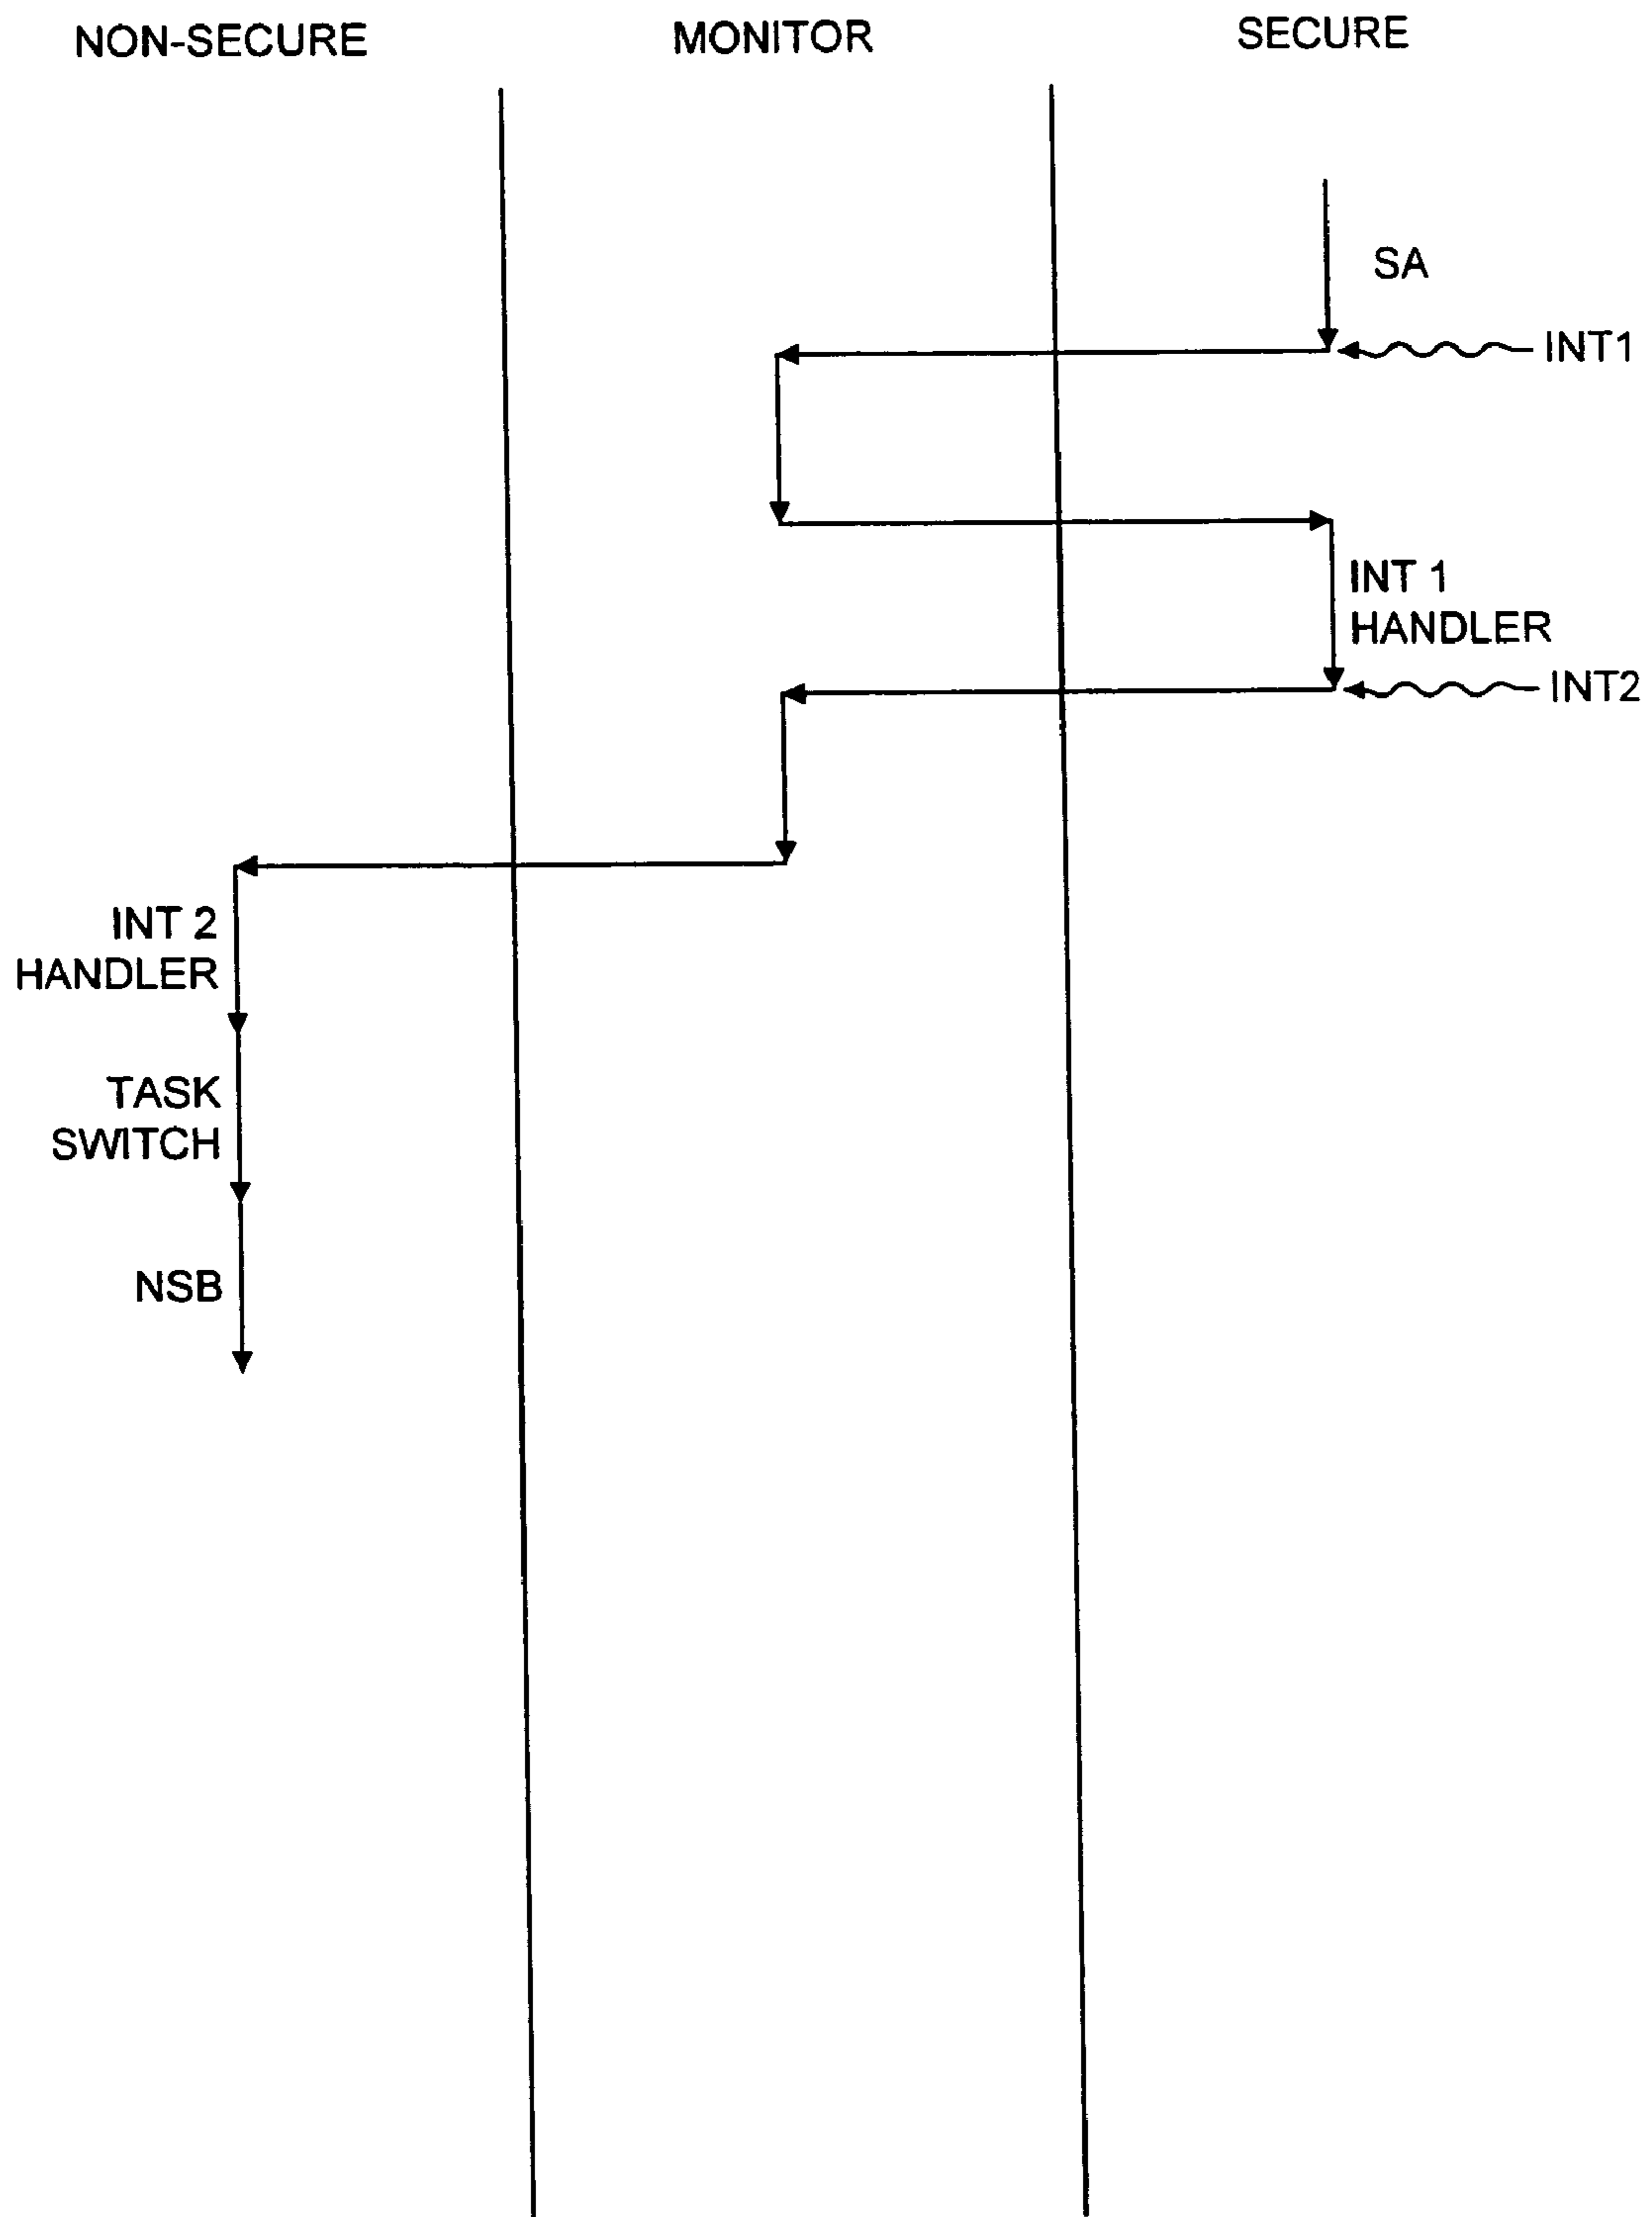 NON-SECURE
MONITOR
SECURE
SA
INT1
INT 1
HANDLER
INT2
INT 2
HANDLER
TASK
SWITCH
NSB